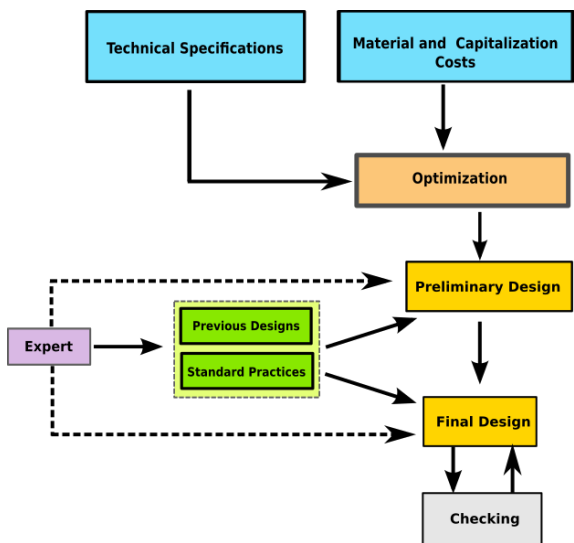 Technical Specifications
Material and Capitalization
Costs
Optimization
Preliminary Design
Previous Designs
Expert
Standard Practices
Final Design
Checking